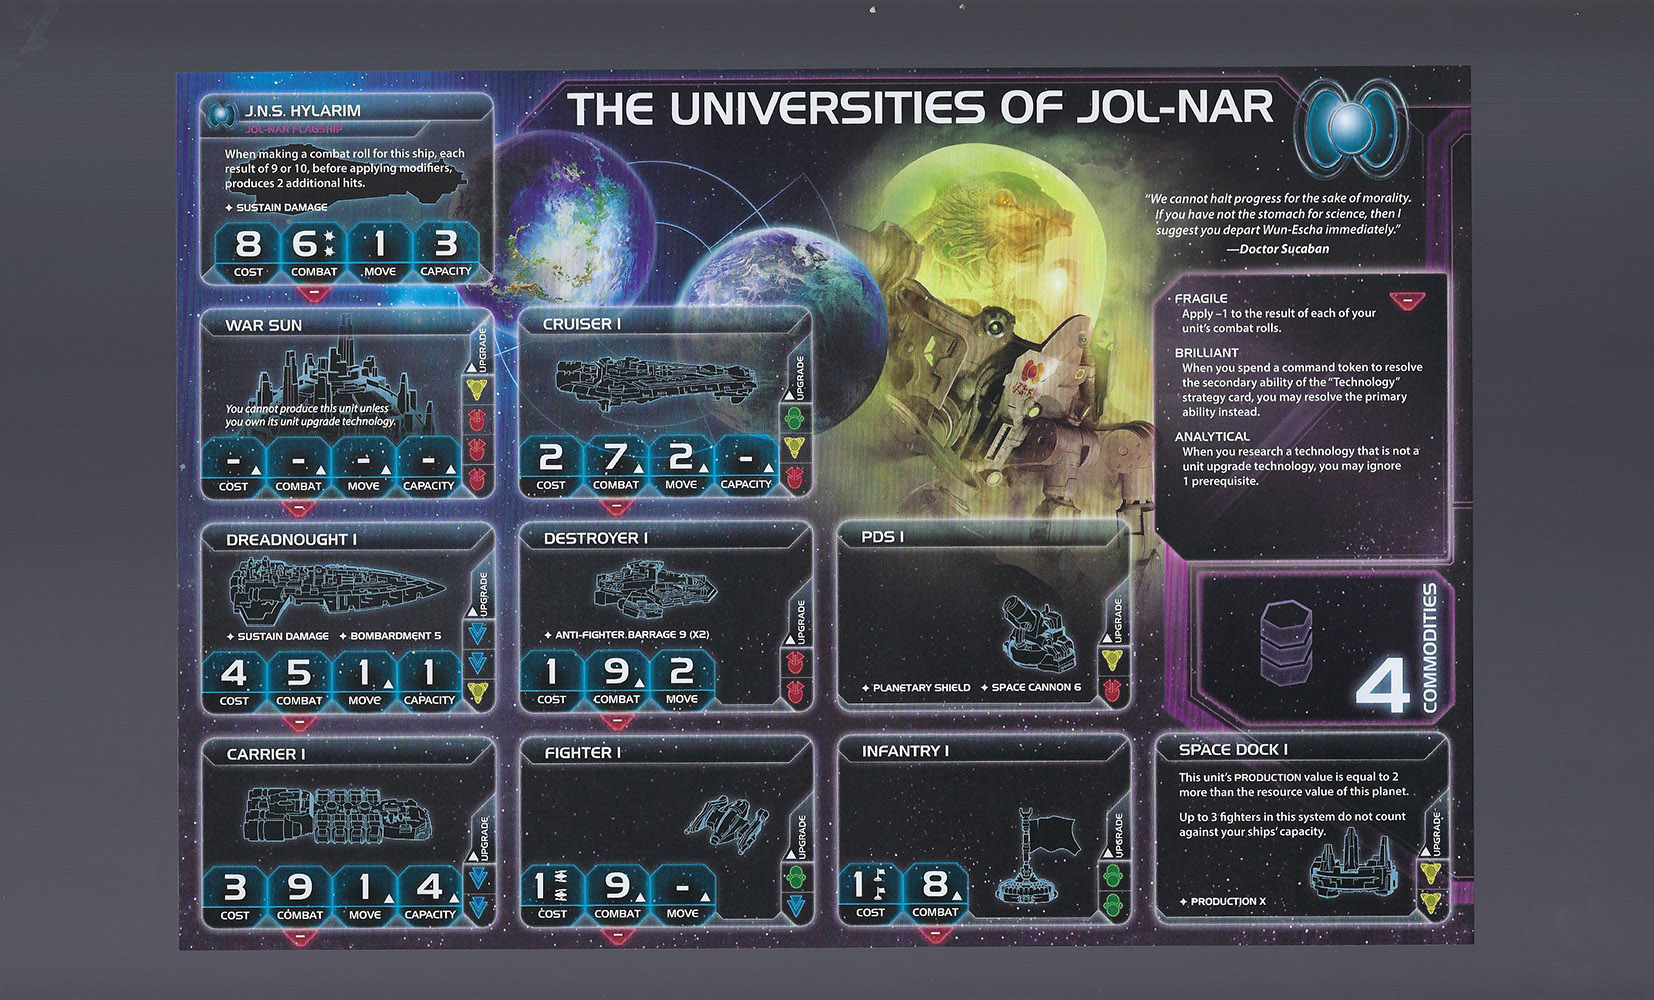 THE UNIVERSITIES OF JOL-NAR
J.N.S. HYLARIM
JOL-NAR FLAGSHIP
When making a combat roll for this ship, each
result of 9 or 10, before applying modifiers,
produces 2 additional hits.
SUSTAIN DAMAGE
8 6 1 3
COST COMBAT MOVE CAPACITY
"We cannot halt progress for the sake of morality.
If you have not the stomach for science, then I
suggest you depart Wun-Escha immediately."
—Doctor Sucaban
FRAGILE
Apply –1 to the result of each of your
unit's combat rolls.
BRILLIANT
When you spend a command token to resolve
the secondary ability of the "Technology"
strategy card, you may resolve the primary
ability instead.
ANALYTICAL
When you research a technology that is not a
unit upgrade technology, you may ignore
1 prerequisite.
WAR SUN
UPGRADE
You cannot produce this unit unless
you own its unit upgrade technology.
- - - -
COST COMBAT MOVE CAPACITY
CRUISER I
UPGRADE
2 7 2 -
COST COMBAT MOVE CAPACITY
DREADNOUGHT I
UPGRADE
SUSTAIN DAMAGE BOMBARDMENT 5
4 5 1 1
COST COMBAT MOVE CAPACITY
DESTROYER I
UPGRADE
ANTI-FIGHTER BARRAGE 9 (X2)
1 9 2
COST COMBAT MOVE
PDS I
UPGRADE
PLANETARY SHIELD SPACE CANNON 6
4
COMMODITIES
CARRIER I
UPGRADE
3 9 1 4
COST COMBAT MOVE CAPACITY
FIGHTER I
UPGRADE
1 9 -
COST COMBAT MOVE
INFANTRY I
UPGRADE
1 8
COST COMBAT
SPACE DOCK I
This unit's PRODUCTION value is equal to 2
more than the resource value of this planet.
Up to 3 fighters in this system do not count
against your ships' capacity.
UPGRADE
PRODUCTION X